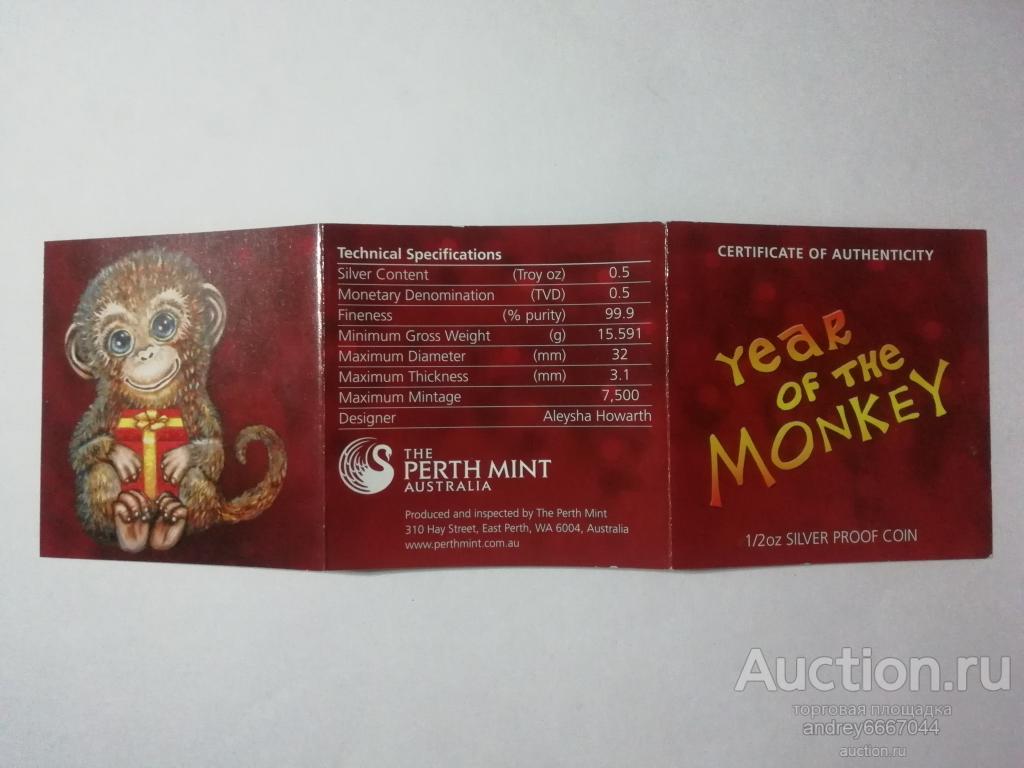 Technical Specifications
Silver Content (Troy oz) 0.5
Monetary Denomination (TVD) 0.5
Fineness (% purity) 99.9
Minimum Gross Weight (g) 15.591
Maximum Diameter (mm) 32
Maximum Thickness (mm) 3.1
Maximum Mintage 7,500
Designer Aleysha Howarth
THE
PERTH MINT
AUSTRALIA
Produced and inspected by The Perth Mint
310 Hay Street, East Perth, WA 6004, Australia
www.perthmint.com.au
CERTIFICATE OF AUTHENTICITY
YeaR
OF THE
MONKEY
1/2oz SILVER PROOF COIN
Auction.ru
торговая площадка
andrey6667044
auction.ru